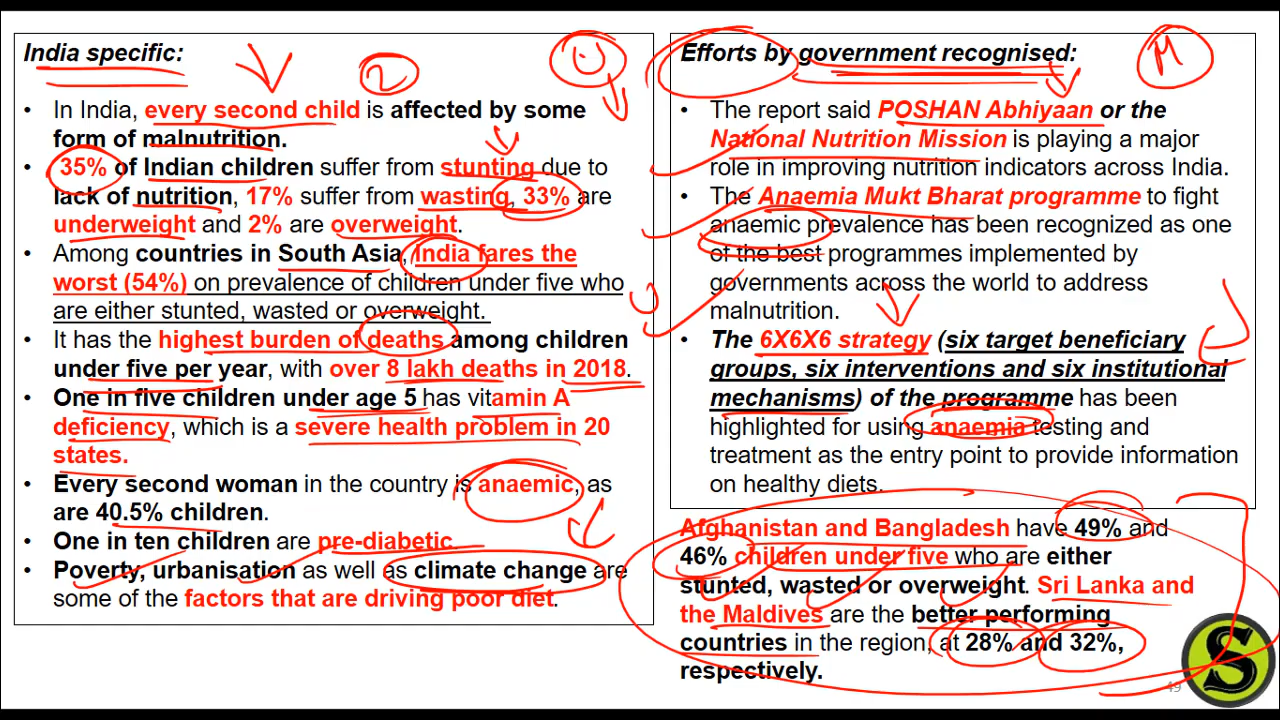 India specific:
• In India, every second child is affected by some
form of malnutrition.
• 35% of Indian children suffer from stunting due to
lack of nutrition, 17% suffer from wasting, 33% are
underweight and 2% are overweight.
• Among countries in South Asia, India fares the
worst (54%) on prevalence of children under five who
are either stunted, wasted or overweight.
• It has the highest burden of deaths among children
under five per year, with over 8 lakh deaths in 2018.
• One in five children under age 5 has vitamin A
deficiency, which is a severe health problem in 20
states.
• Every second woman in the country is anaemic, as
are 40.5% children.
• One in ten children are pre-diabetic.
• Poverty, urbanisation as well as climate change are
some of the factors that are driving poor diet.
Efforts by government recognised:
M
• The report said POSHAN Abhiyaan or the
National Nutrition Mission is playing a major
role in improving nutrition indicators across India.
• The Anaemia Mukt Bharat programme to fight
anaemic prevalence has been recognized as one
of the best programmes implemented by
governments across the world to address
malnutrition.
• The 6X6X6 strategy (six target beneficiary
groups, six interventions and six institutional
mechanisms) of the programme has been
highlighted for using anaemia testing and
treatment as the entry point to provide information
on healthy diets.
Afghanistan and Bangladesh have 49% and
46% children under five who are either
stunted, wasted or overweight. Sri Lanka and
the Maldives are the better performing
countries in the region, at 28% and 32%,
respectively.
49
S